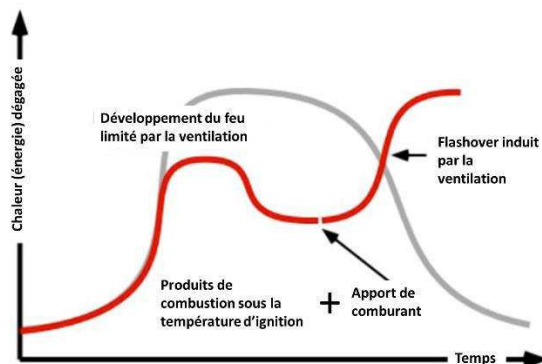 Chaleur (énergie) dégagée
Développement du feu
limité par la ventilation
Flashover induit
par la
ventilation
Produits de
combustion sous la
température d'ignition
+
Apport de
comburant
Temps